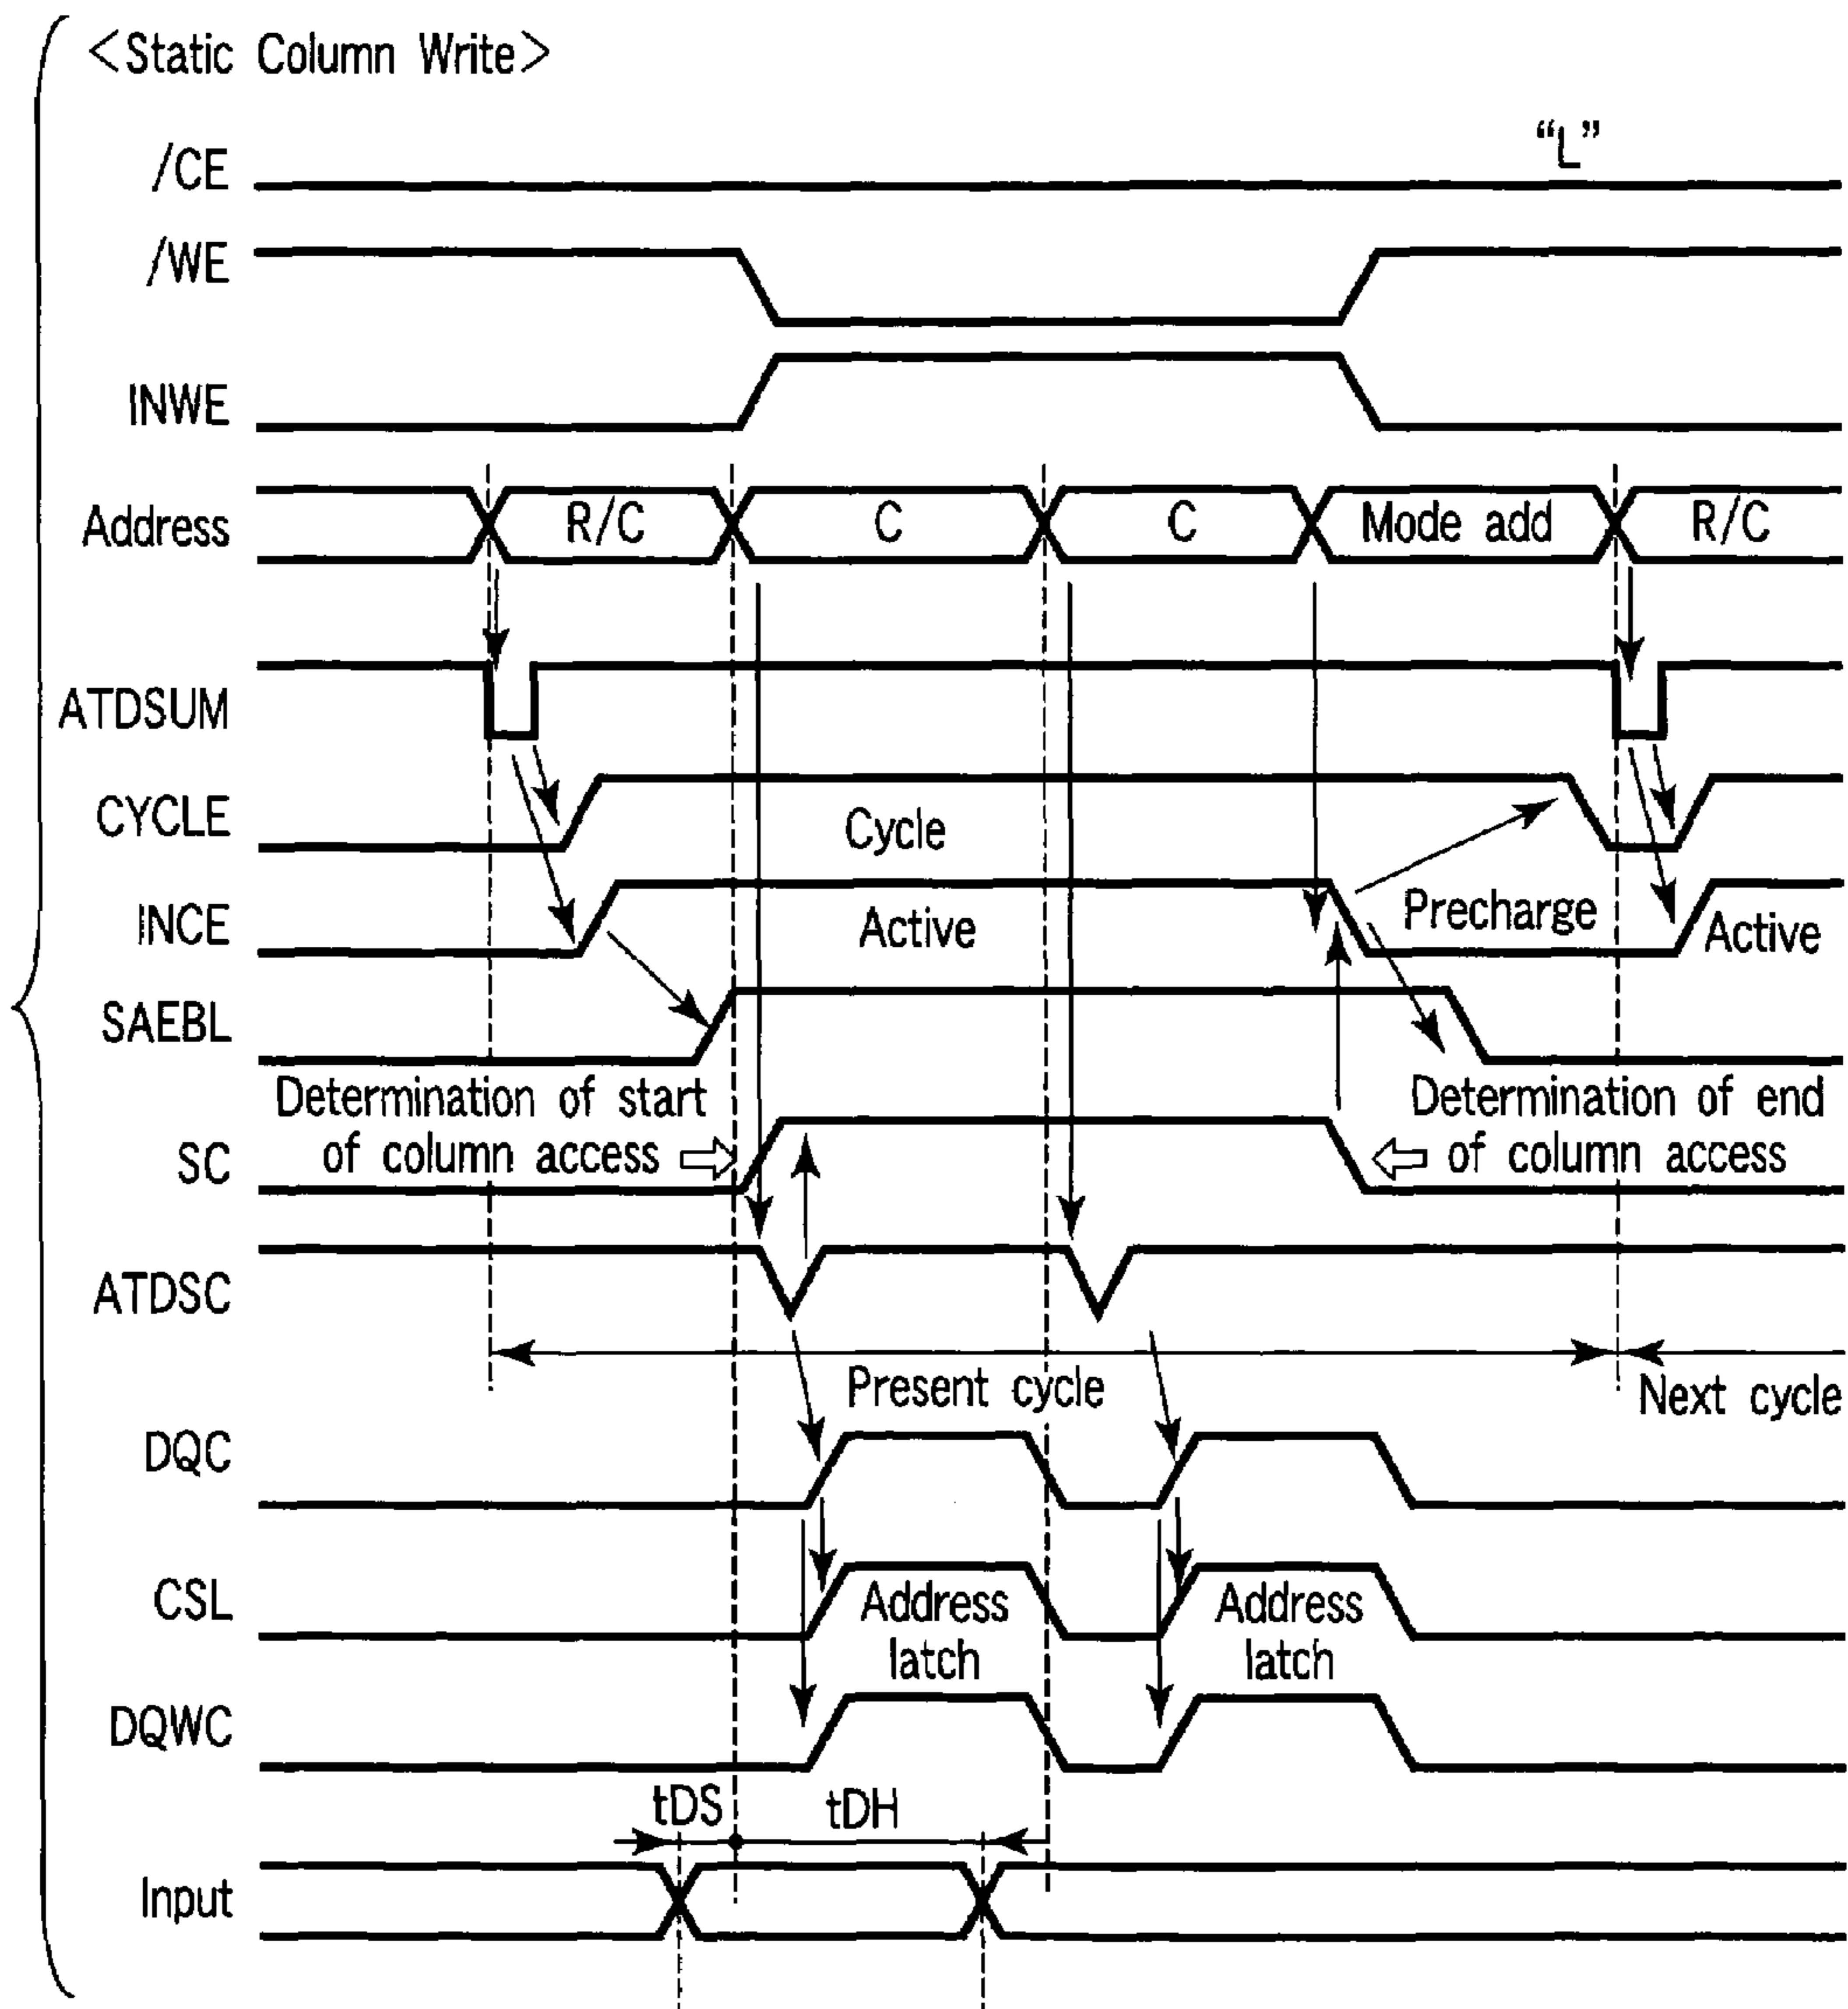 <Static Column Write>
“L”
/CE
/WE
INWE
Address R/C C C Mode add R/C
ATDSUM
CYCLE Cycle
INCE Active Precharge Active
SAEBL
Determination of start
of column access
Determination of end
of column access
SC
ATDSC
Present cycle
Next cycle
DQC
CSL
Address
latch
Address
latch
DQWC
tDS tDH
Input